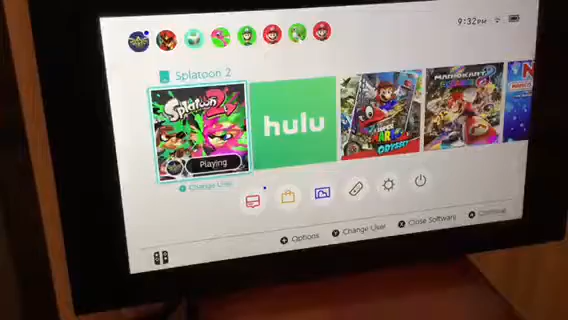 9:32 PM
Splatoon 2
Splatoon 2
Playing
hulu
SUPER MARIO ODYSSEY
MARIO KART 8
N
Change User
Options
Change User
Close Software
Continue